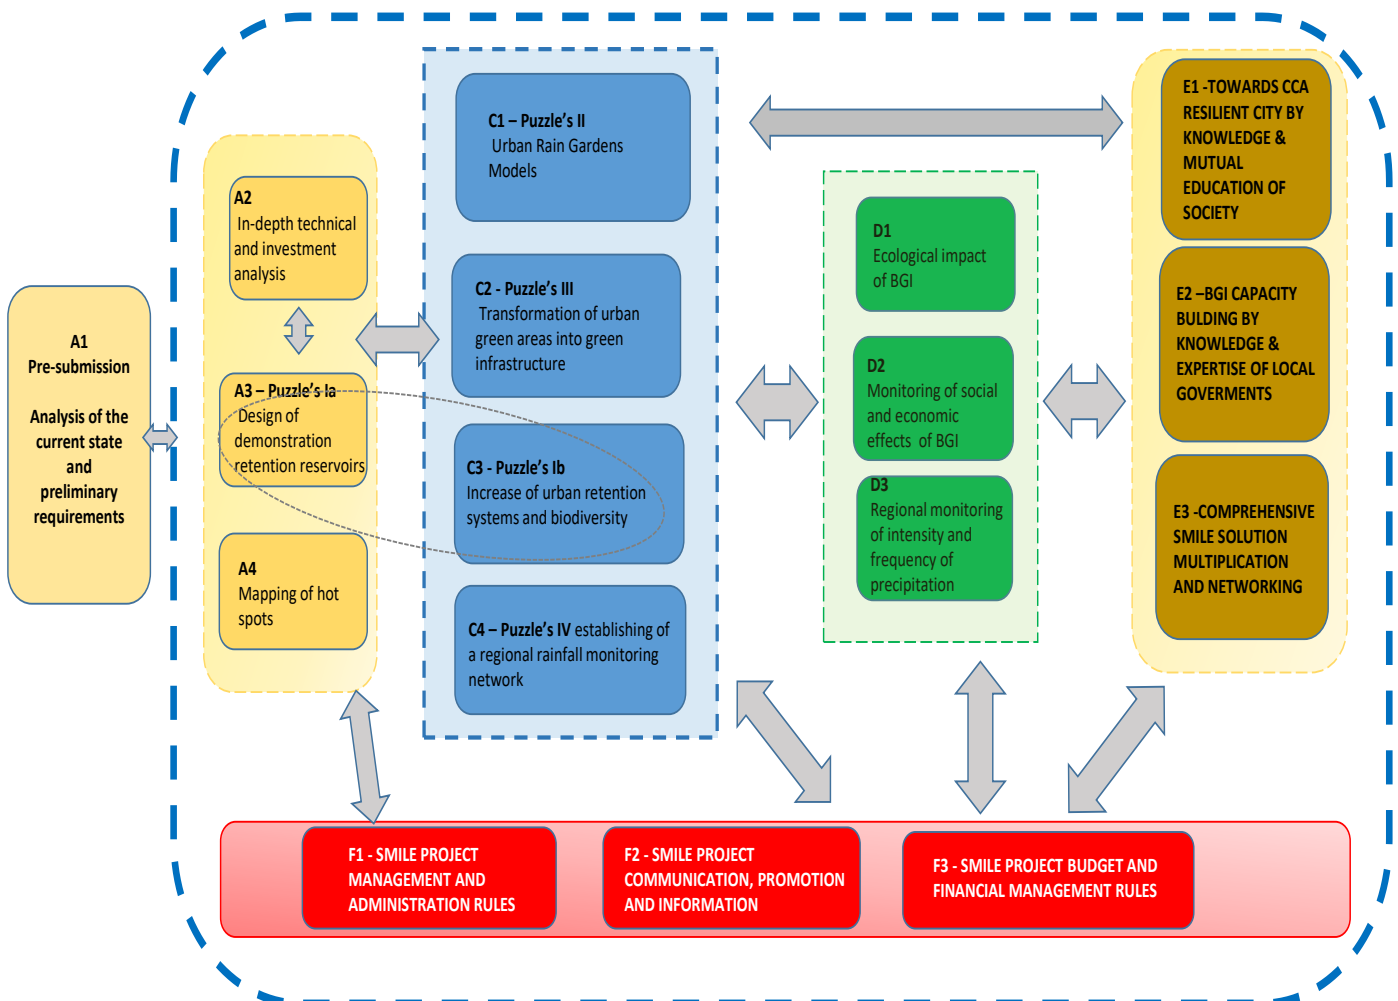 A1
Pre-submission
Analysis of the
current state
and
preliminary
requirements
A2
In-depth technical
and investment
analysis
A3 – Puzzle's Ia
Design of
demonstration
retention reservoirs
A4
Mapping of hot
spots
C1 – Puzzle's II
Urban Rain Gardens
Models
C2 - Puzzle's III
Transformation of urban
green areas into green
infrastructure
C3 - Puzzle's Ib
Increase of urban retention
systems and biodiversity
C4 – Puzzle's IV establishing of
a regional rainfall monitoring
network
D1
Ecological impact
of BGI
D2
Monitoring of social
and economic
effects of BGI
D3
Regional monitoring
of intensity and
frequency of
precipitation
E1 -TOWARDS CCA
RESILIENT CITY BY
KNOWLEDGE &
MUTUAL
EDUCATION OF
SOCIETY
E2 –BGI CAPACITY
BULDING BY
KNOWLEDGE &
EXPERTISE OF LOCAL
GOVERMENTS
E3 -COMPREHENSIVE
SMILE SOLUTION
MULTIPLICATION
AND NETWORKING
F1 - SMILE PROJECT
MANAGEMENT AND
ADMINISTRATION RULES
F2 - SMILE PROJECT
COMMUNICATION, PROMOTION
AND INFORMATION
F3 - SMILE PROJECT BUDGET AND
FINANCIAL MANAGEMENT RULES